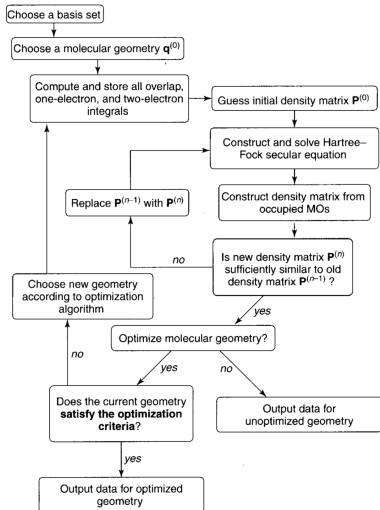 Choose a basis set
Choose a molecular geometry q(0)
Compute and store all overlap,
one-electron, and two-electron
integrals
Guess initial density matrix P(0)
Construct and solve Hartree–
Fock secular equation
Replace P(n–1) with P(n)
Construct density matrix from
occupied MOs
no
Is new density matrix P(n)
sufficiently similar to old
density matrix P(n–1) ?
Choose new geometry
according to optimization
algorithm
yes
Optimize molecular geometry?
no
yes
no
Does the current geometry
satisfy the optimization
criteria?
Output data for
unoptimized geometry
yes
Output data for optimized
geometry